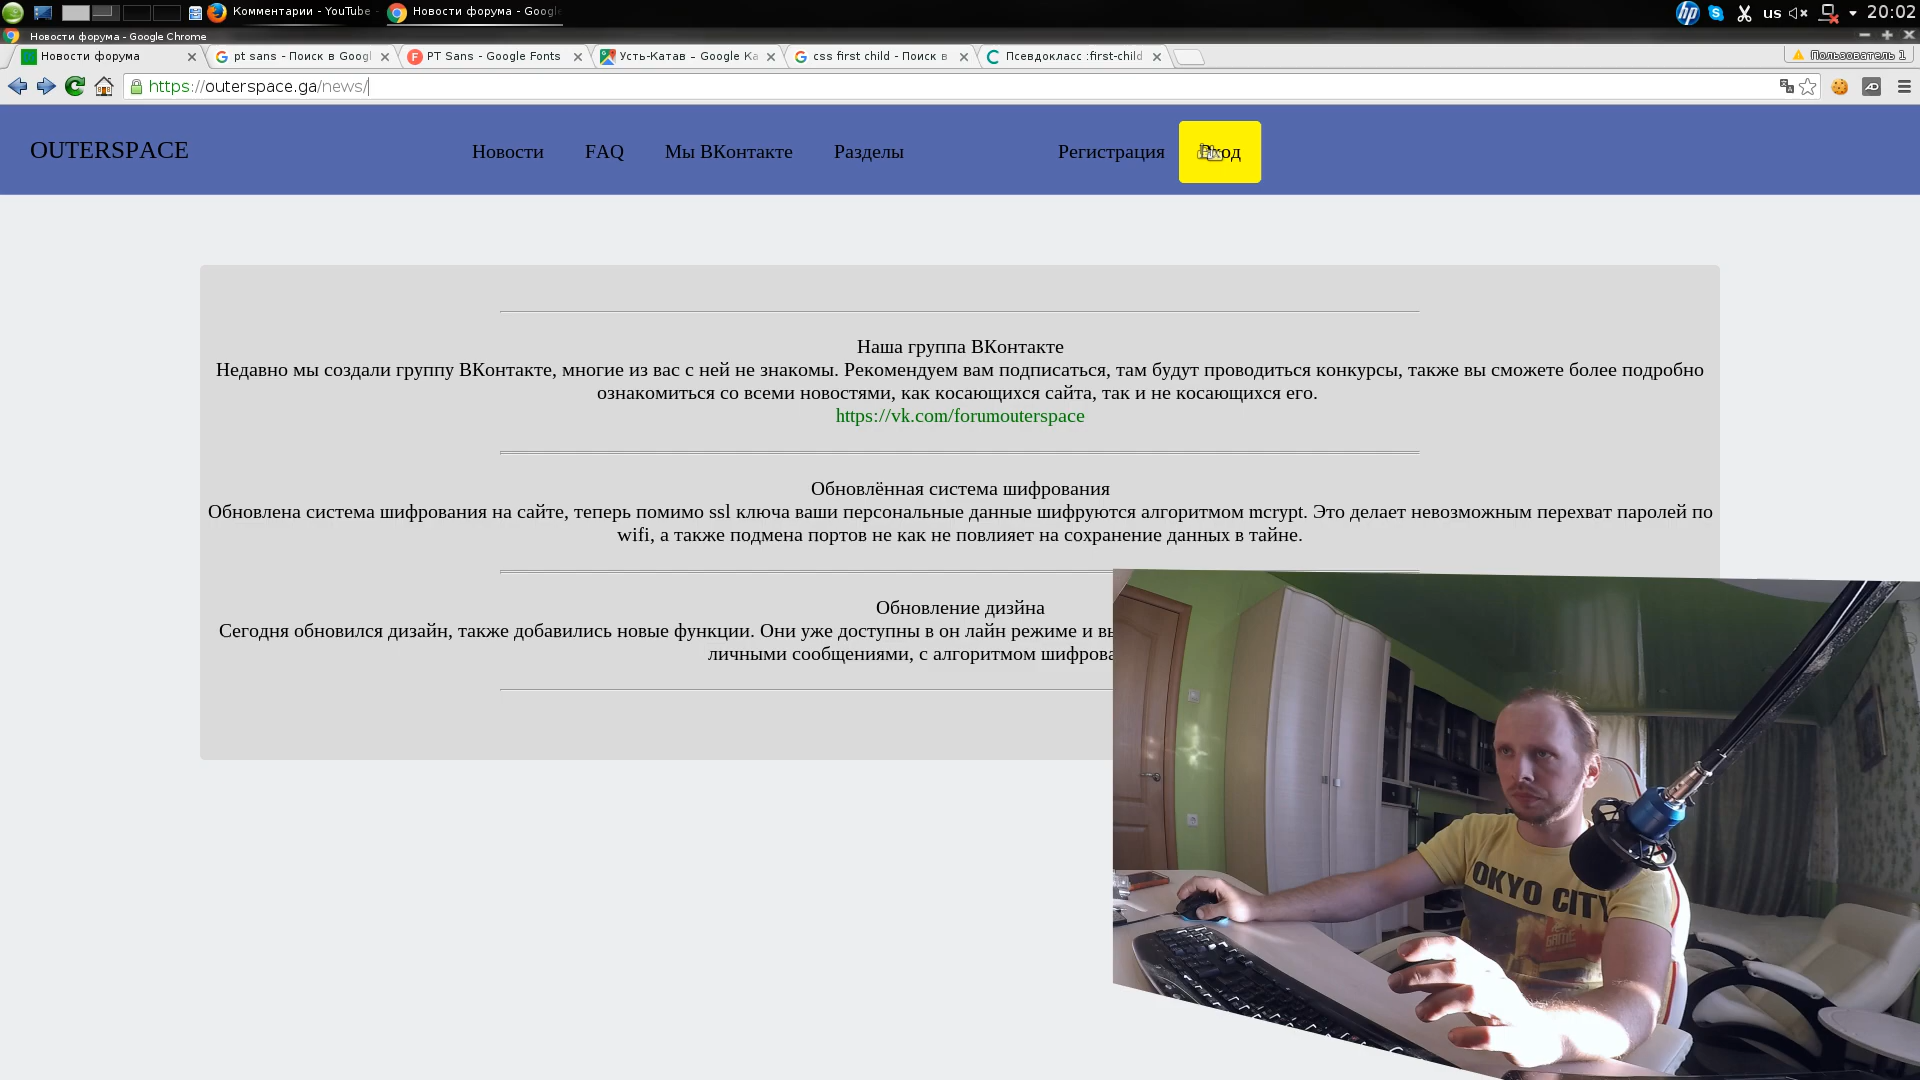 Комментарии - YouTube
Новости форума - Googl
us
20:02
Новости форума - Google Chrome
Новости форума
pt sans - Поиск в Googl
PT Sans - Google Fonts
Усть-Катав – Google Ка
css first child - Поиск в
Псевдокласс :first-child
Пользователь 1
https://outerspace.ga/news/
OUTERSPACE
Новости
FAQ
Мы ВКонтакте
Разделы
Регистрация
Наша группа ВКонтакте
Недавно мы создали группу ВКонтакте, многие из вас с ней не знакомы. Рекомендуем вам подписаться, там будут проводиться конкурсы, также вы сможете более подробно
ознакомиться со всеми новостями, как косающихся сайта, так и не косающихся его.
https://vk.com/forumouterspace
Обновлённая система шифрования
Обновлена система шифрования на сайте, теперь помимо ssl ключа ваши персональные данные шифруются алгоритмом mcrypt. Это делает невозможным перехват паролей по
wifi, а также подмена портов не как не повлияет на сохранение данных в тайне.
Обновление дизйна
Сегодня обновился дизайн, также добавились новые функции. Они уже доступны в он лайн режиме и вы
личными сообщениями, с алгоритмом шифрова
OKYO CITY
GAME